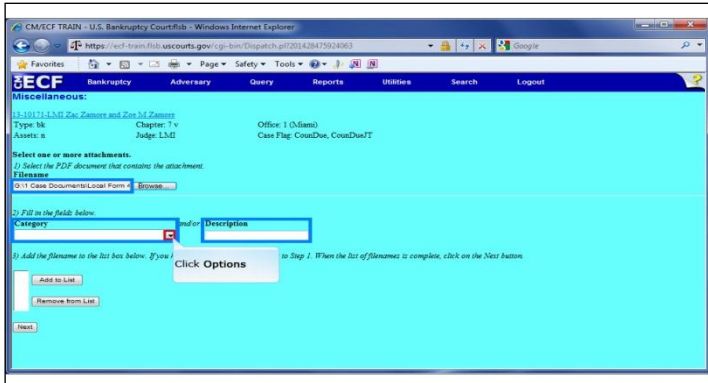 CM/ECF TRAIN - U.S. Bankruptcy Court:flsb - Windows Internet Explorer
https://ecf-train.flsb.uscourts.gov/cgi-bin/Dispatch.pl?201428475924063
Google
Favorites Page Safety Tools
ECF Bankruptcy Adversary Query Reports Utilities Search Logout ?
Miscellaneous:
13-10171-LMI Zac Zamore and Zoe M Zamore
Type: bk Chapter: 7 v Office: 1 (Miami)
Assets: n Judge: LMI Case Flag: CounDue, CounDueJT
Select one or more attachments.
1) Select the PDF document that contains the attachment.
Filename
G:\1 Case Documents\Local Form 4 Browse...
2) Fill in the fields below.
Category and/or Description
Click Options
3) Add the filename to the list box below. If you to Step 1. When the list of filenames is complete, click on the Next button.
Add to List
Remove from List
Next